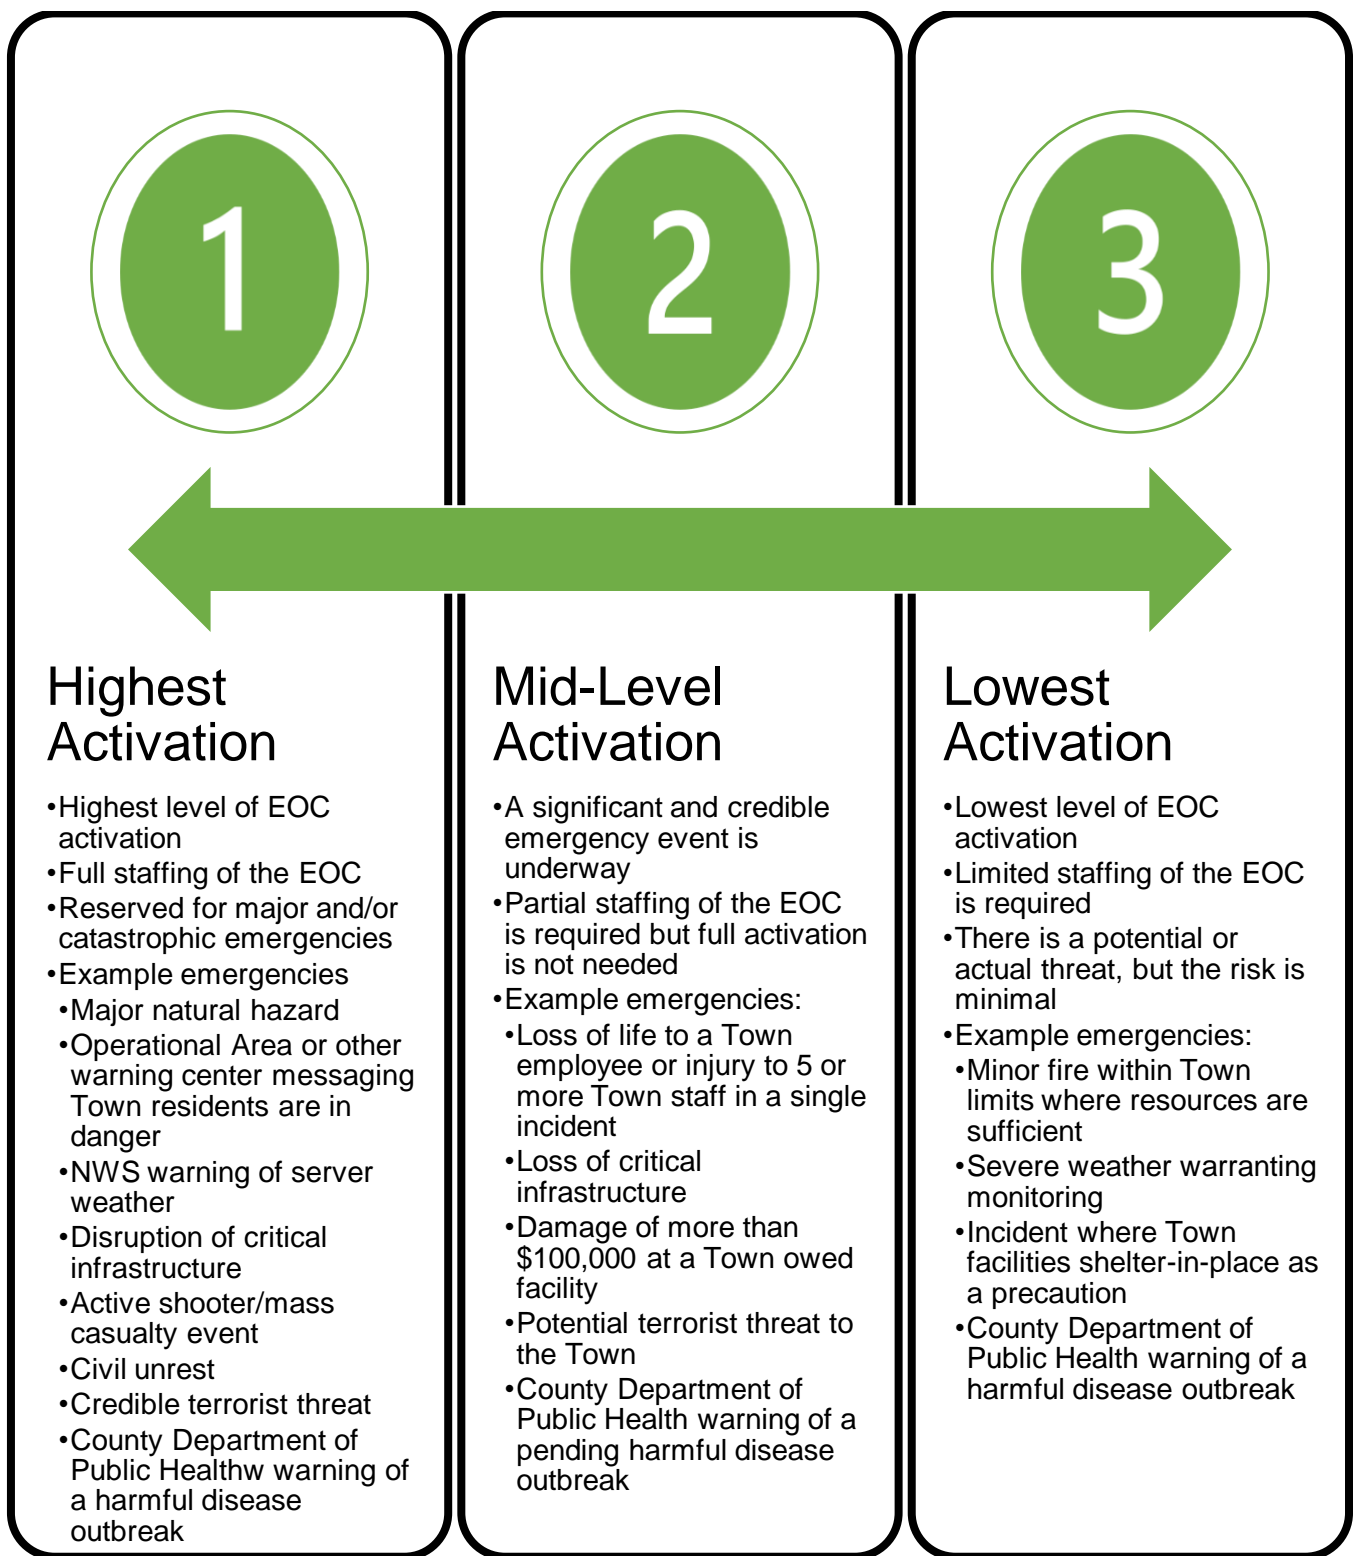 1
Highest
Activation
•Highest level of EOC
activation
•Full staffing of the EOC
•Reserved for major and/or
catastrophic emergencies
•Example emergencies
•Major natural hazard
•Operational Area or other
warning center messaging
Town residents are in
danger
•NWS warning of server
weather
•Disruption of critical
infrastructure
•Active shooter/mass
casualty event
•Civil unrest
•Credible terrorist threat
•County Department of
Public Healthw warning of
a harmful disease
outbreak
2
Mid-Level
Activation
•A significant and credible
emergency event is
underway
•Partial staffing of the EOC
is required but full activation
is not needed
•Example emergencies:
•Loss of life to a Town
employee or injury to 5 or
more Town staff in a single
incident
•Loss of critical
infrastructure
•Damage of more than
$100,000 at a Town owed
facility
•Potential terrorist threat to
the Town
•County Department of
Public Health warning of a
pending harmful disease
outbreak
3
Lowest
Activation
•Lowest level of EOC
activation
•Limited staffing of the EOC
is required
•There is a potential or
actual threat, but the risk is
minimal
•Example emergencies:
•Minor fire within Town
limits where resources are
sufficient
•Severe weather warranting
monitoring
•Incident where Town
facilities shelter-in-place as
a precaution
•County Department of
Public Health warning of a
harmful disease outbreak